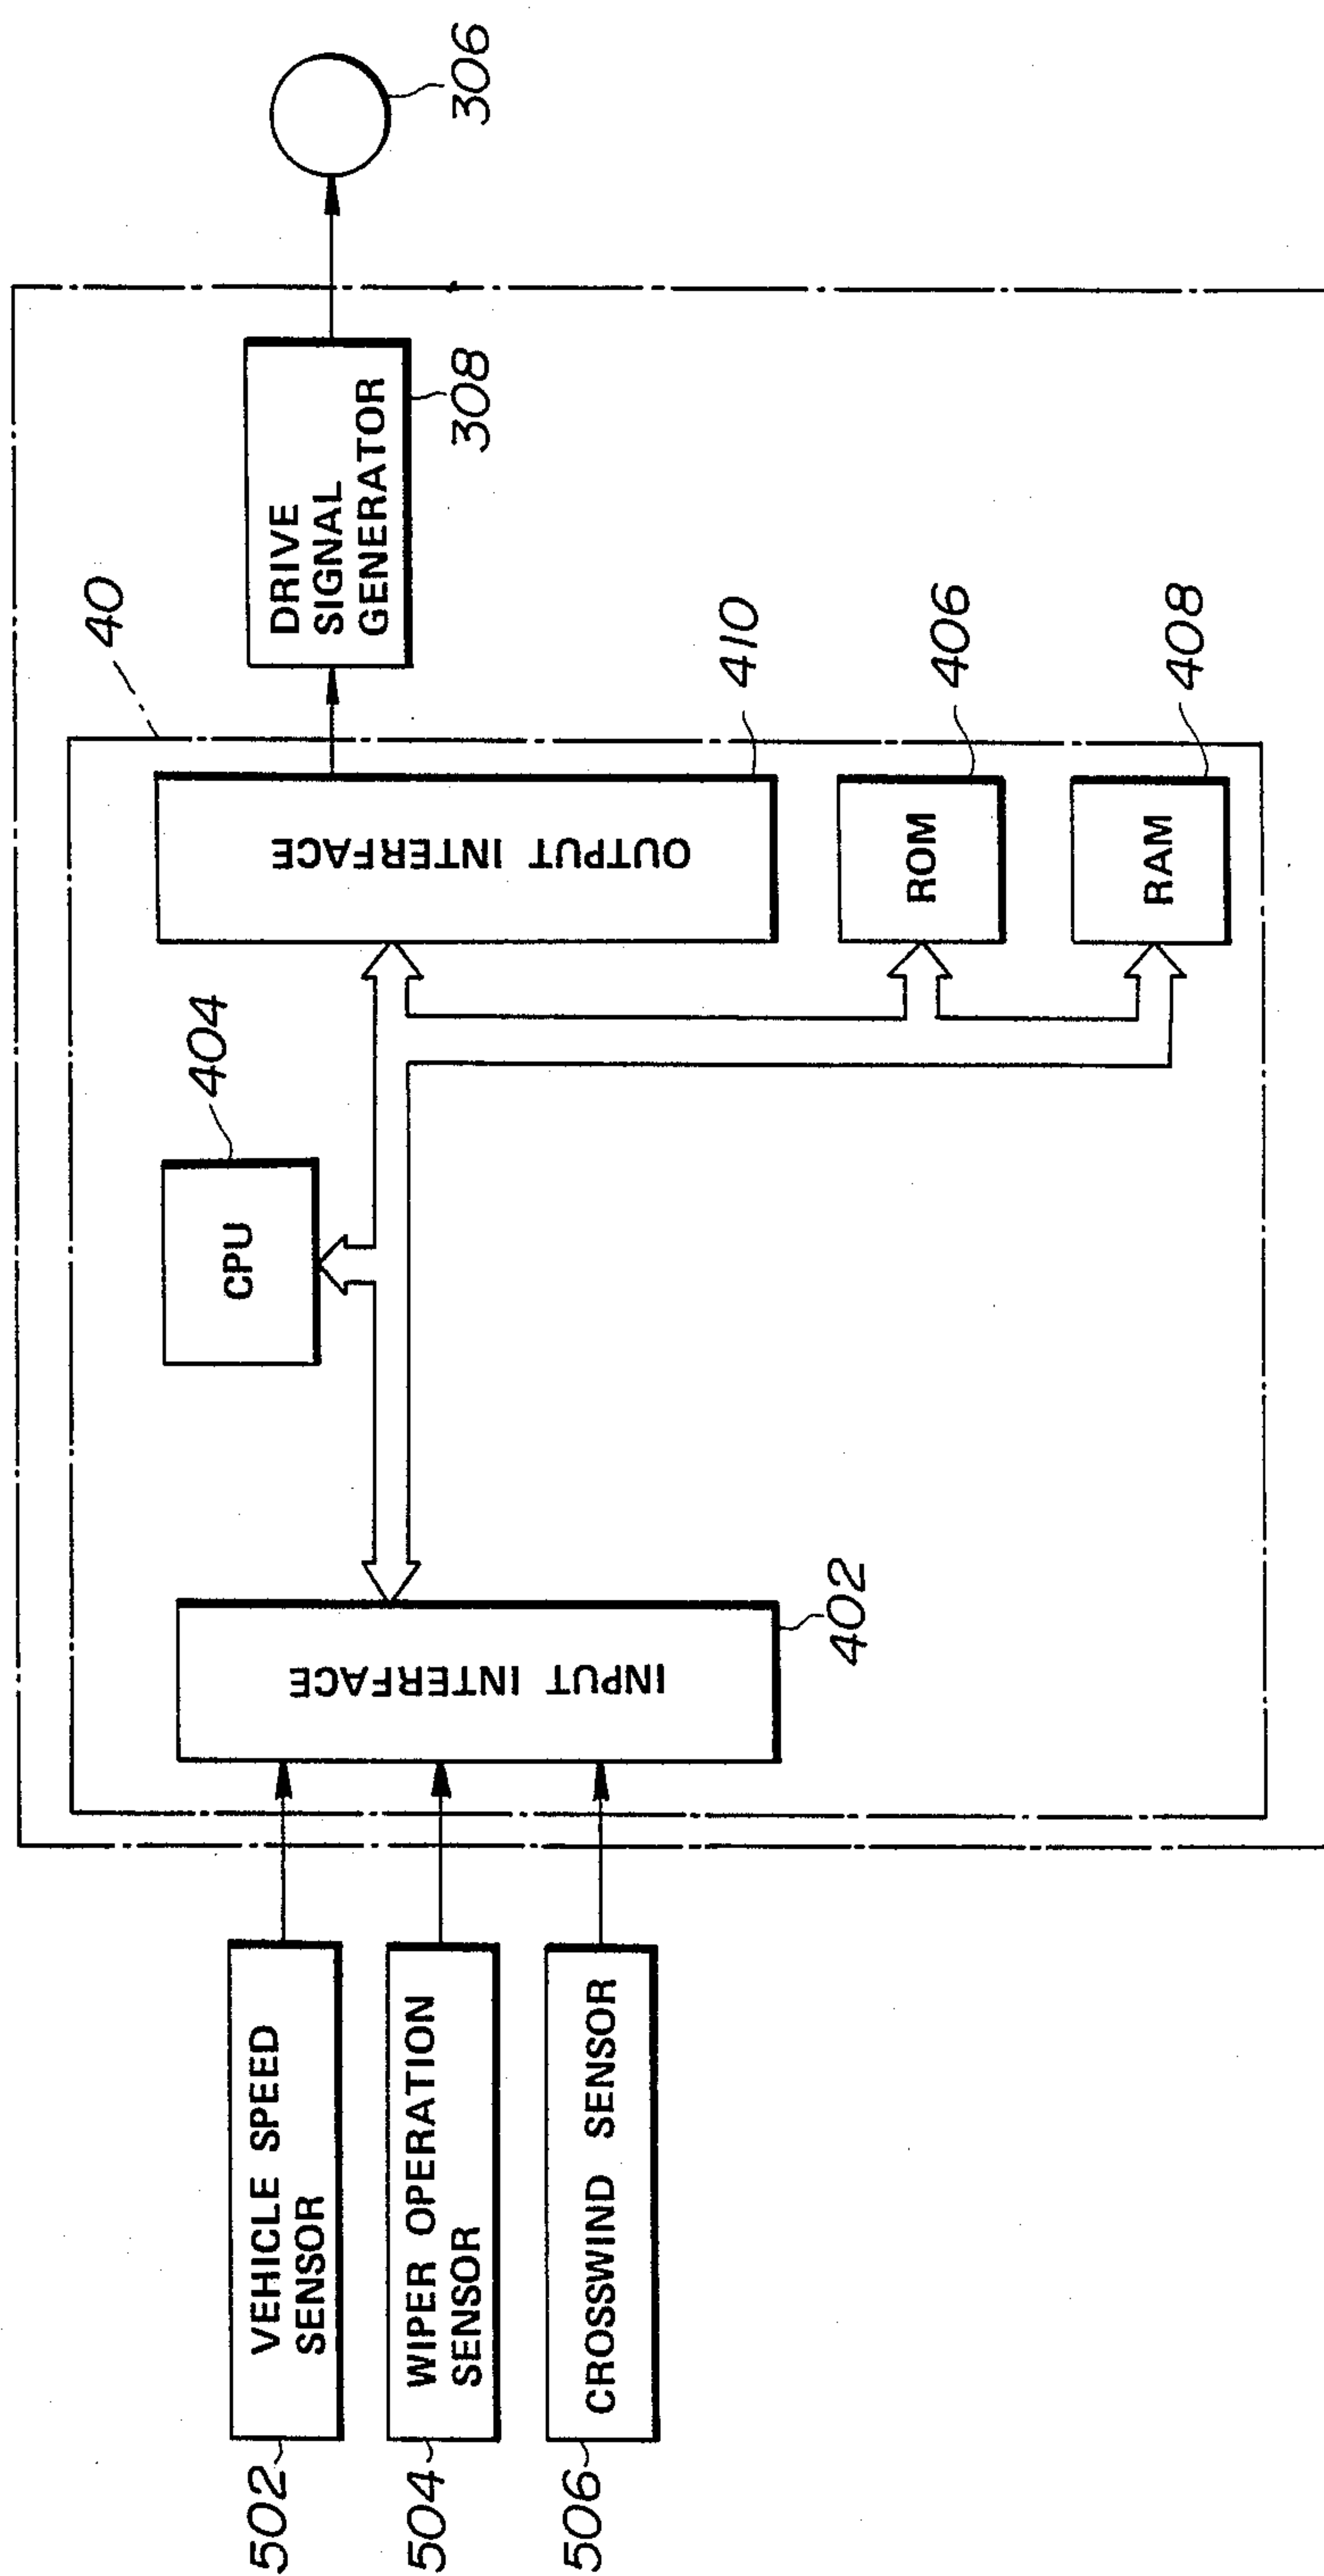 502
VEHICLE SPEED
SENSOR
504
WIPER OPERATION
SENSOR
506
CROSSWIND SENSOR
INPUT INTERFACE
402
CPU
404
40
OUTPUT INTERFACE
410
ROM
406
RAM
408
DRIVE
SIGNAL
GENERATOR
308
306